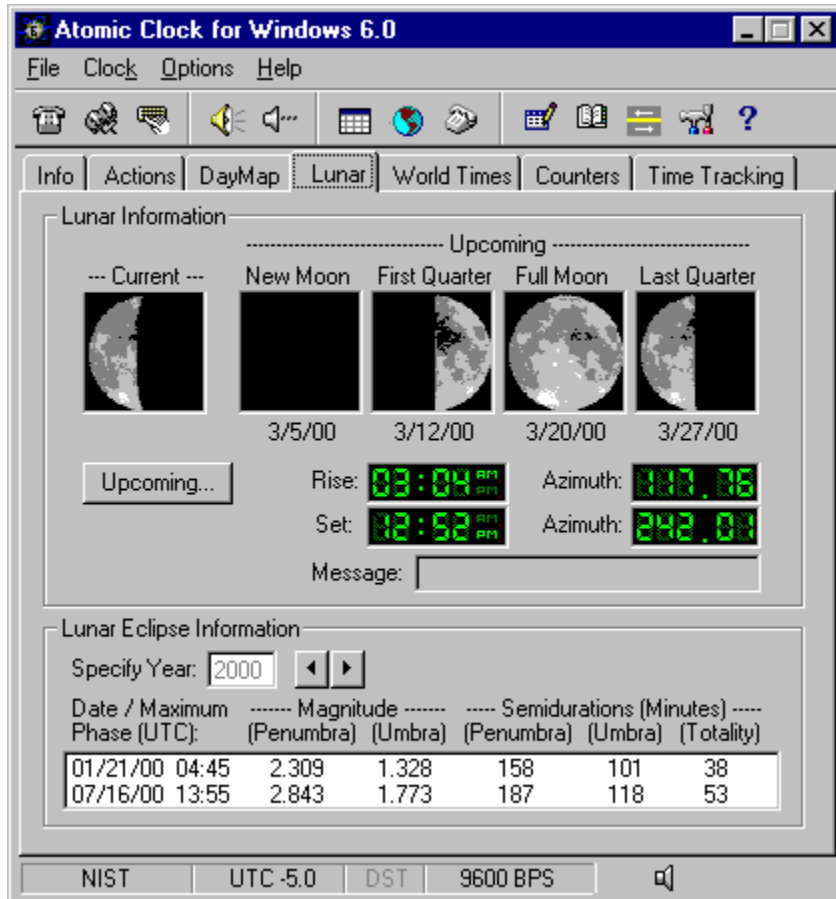 Atomic Clock for Windows 6.0
File Clock Options Help
Info Actions DayMap Lunar World Times Counters Time Tracking
Lunar Information
--------------------------------- Upcoming ---------------------------------
--- Current --- New Moon First Quarter Full Moon Last Quarter
3/5/00 3/12/00 3/20/00 3/27/00
Upcoming... Rise: 03:04 AM Azimuth: 117.76
Set: 12:52 PM Azimuth: 242.01
Message:
Lunar Eclipse Information
Specify Year: 2000
Date / Maximum ------- Magnitude ------- ----- Semidurations (Minutes) -----
Phase (UTC): (Penumbra) (Umbra) (Penumbra) (Umbra) (Totality)
01/21/00 04:45 2.309 1.328 158 101 38
07/16/00 13:55 2.843 1.773 187 118 53
NIST UTC -5.0 DST 9600 BPS